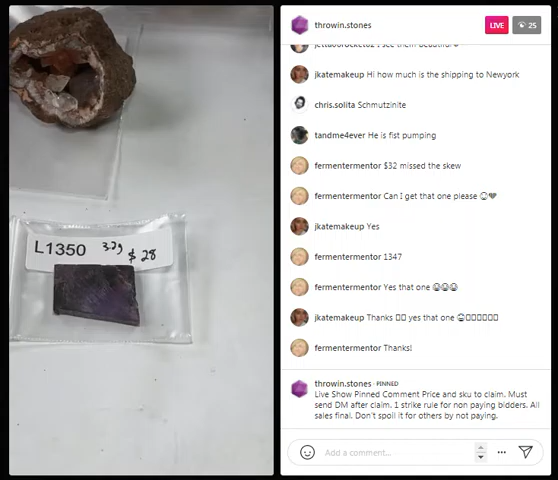 L1350 3.2g $28
throwin.stones
LIVE
25
jkatemakeup Hi how much is the shipping to Newyork
chris.solita Schmutzinite
tandme4ever He is fist pumping
fermentermentor $32 missed the skew
fermentermentor Can I get that one please
jkatemakeup Yes
fermentermentor 1347
fermentermentor Yes that one
jkatemakeup Thanks yes that one
fermentermentor Thanks!
throwin.stones · PINNED
Live Show Pinned Comment Price and sku to claim. Must
send DM after claim. 1 strike rule for non paying bidders. All
sales final. Don't spoil it for others by not paying.
Add a comment...